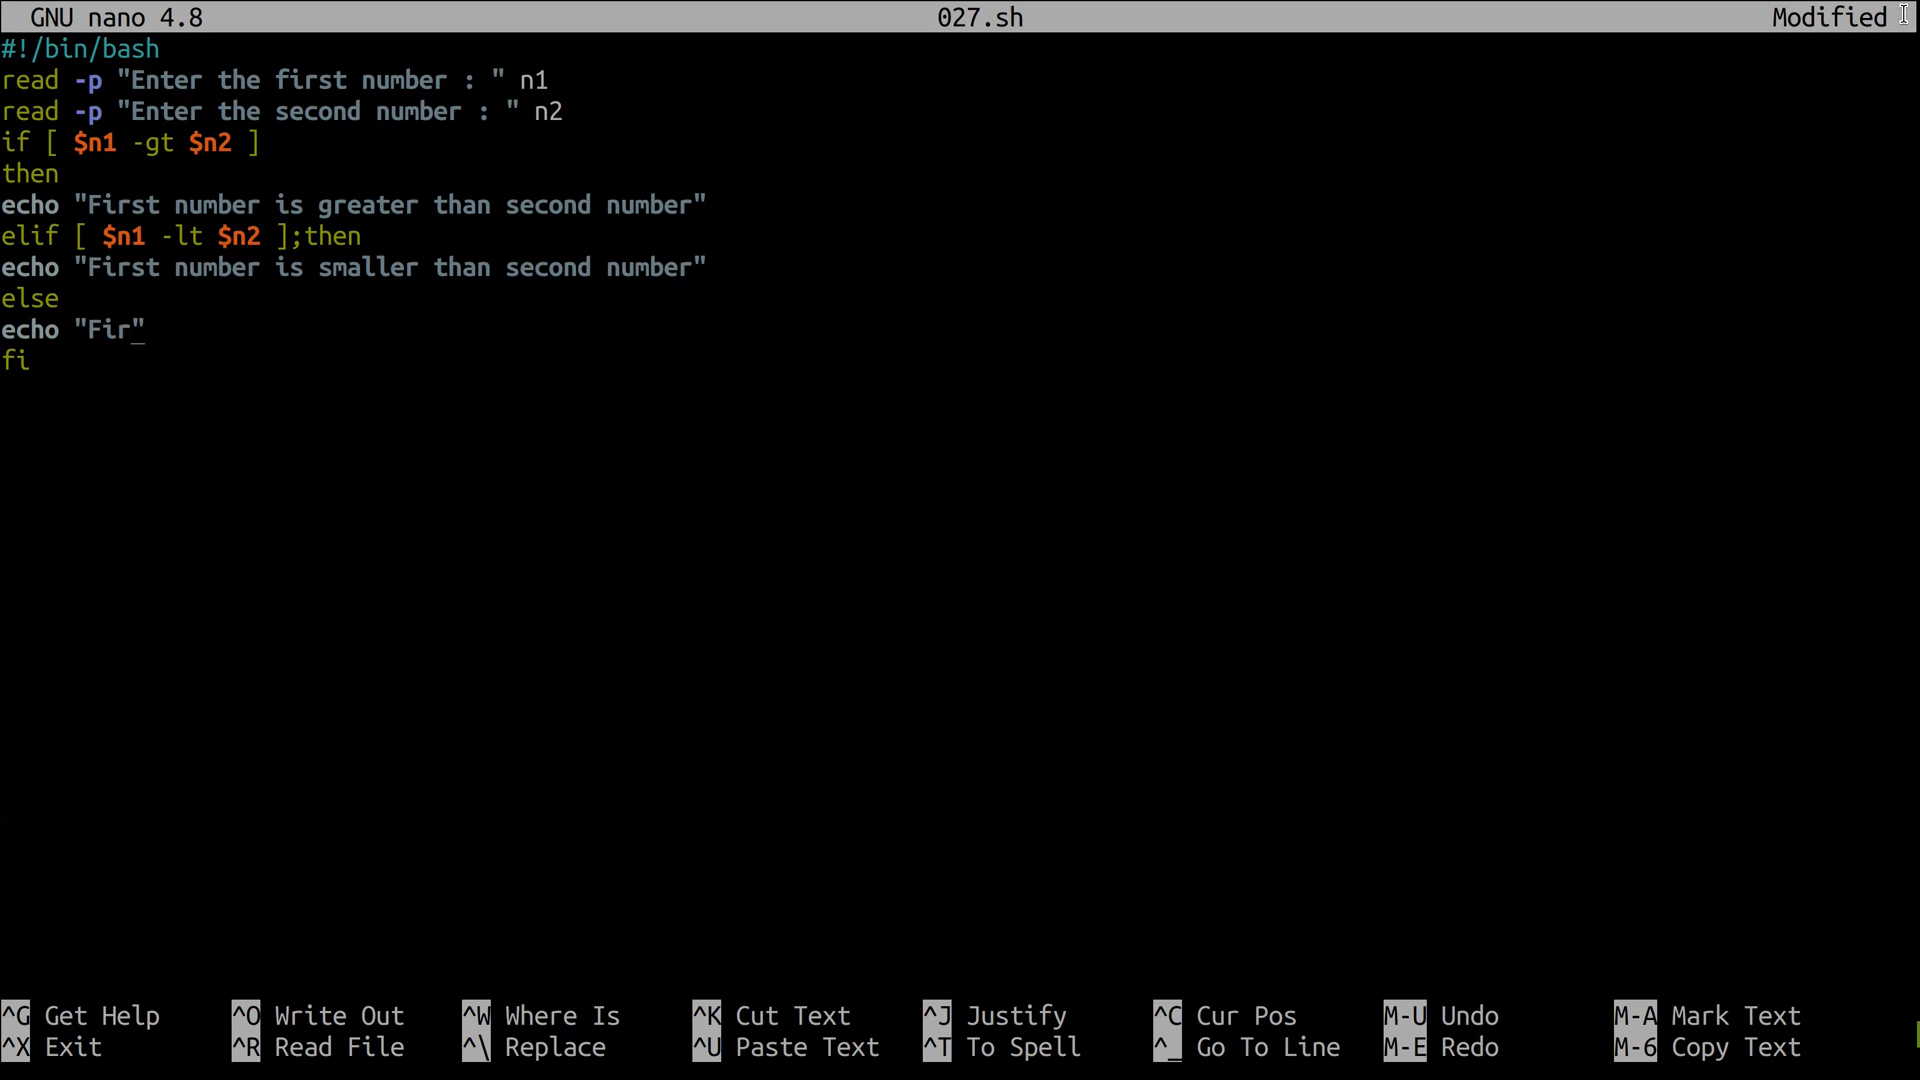 GNU nano 4.8 027.sh Modified
#!/bin/bash
read -p "Enter the first number : " n1
read -p "Enter the second number : " n2
if [ $n1 -gt $n2 ]
then
echo "First number is greater than second number"
elif [ $n1 -lt $n2 ];then
echo "First number is smaller than second number"
else
echo "Fir"
fi
^G Get Help ^O Write Out ^W Where Is ^K Cut Text ^J Justify ^C Cur Pos M-U Undo M-A Mark Text
^X Exit ^R Read File ^\ Replace ^U Paste Text ^T To Spell ^_ Go To Line M-E Redo M-6 Copy Text